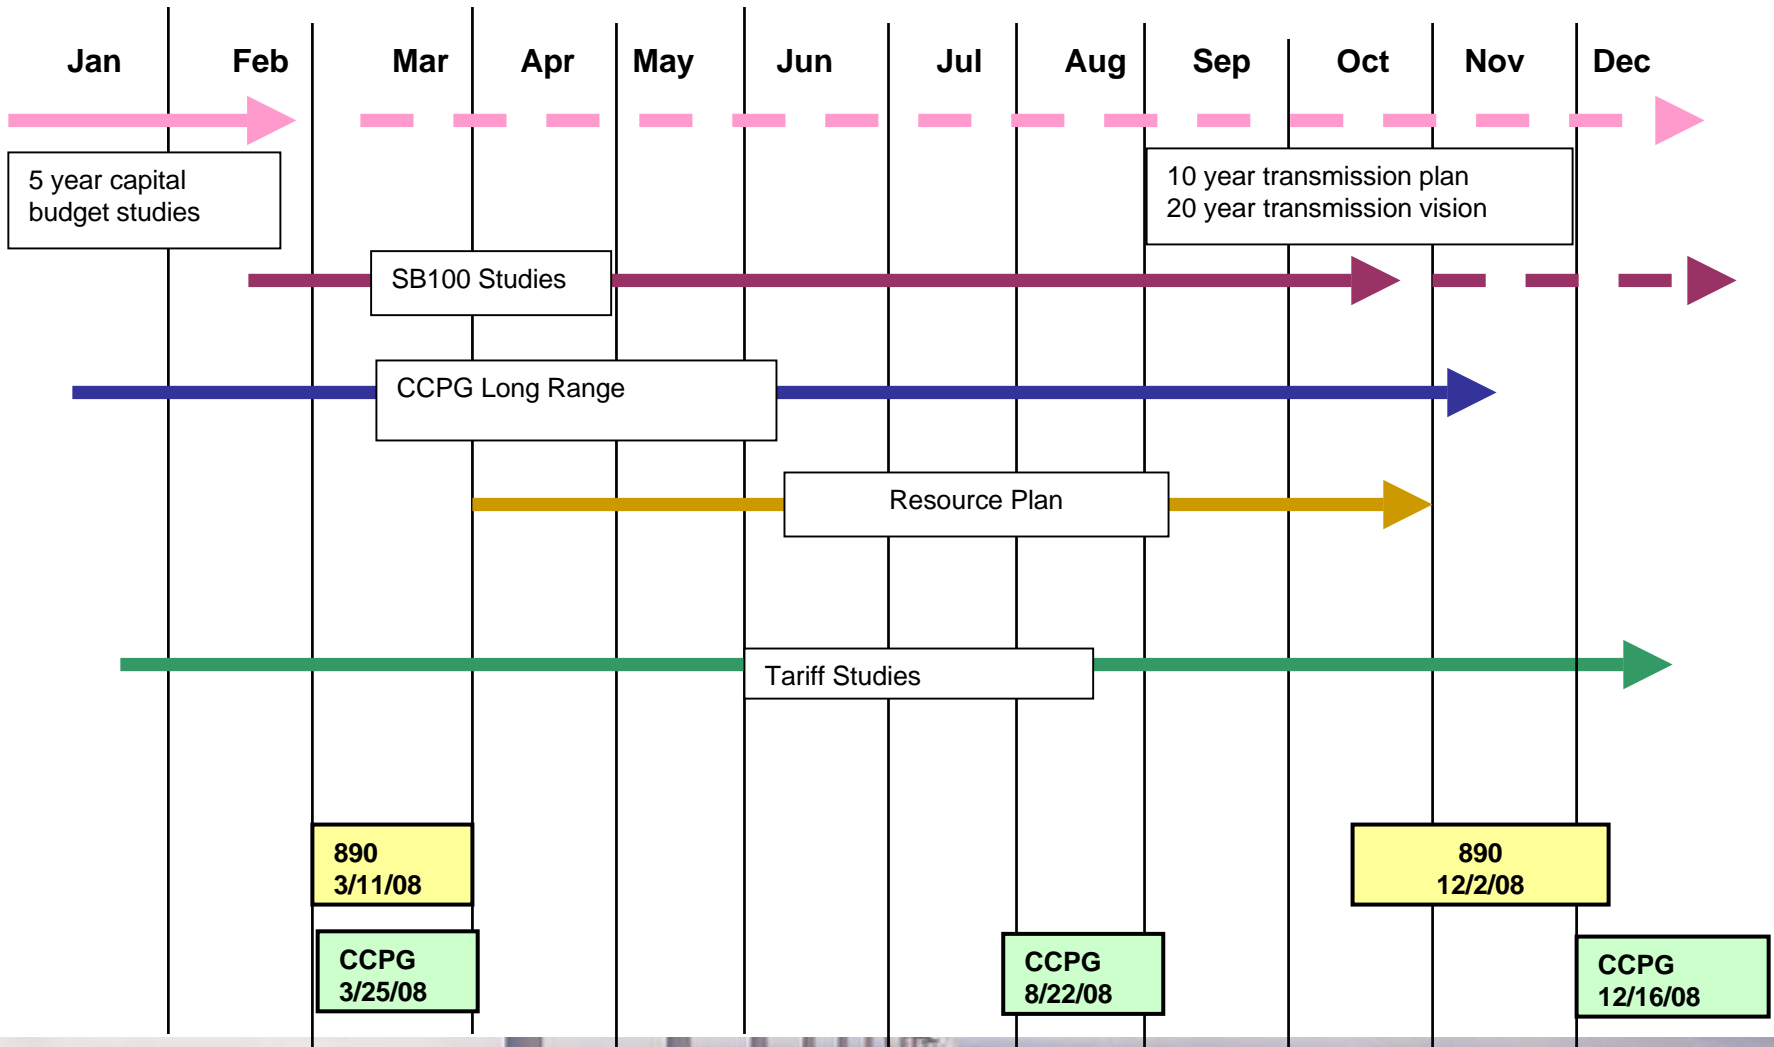 Jan Feb Mar Apr May Jun Jul Aug Sep Oct Nov Dec
5 year capital
budget studies
10 year transmission plan
20 year transmission vision
SB100 Studies
CCPG Long Range
Resource Plan
Tariff Studies
890
3/11/08
890
12/2/08
CCPG
3/25/08
CCPG
8/22/08
CCPG
12/16/08